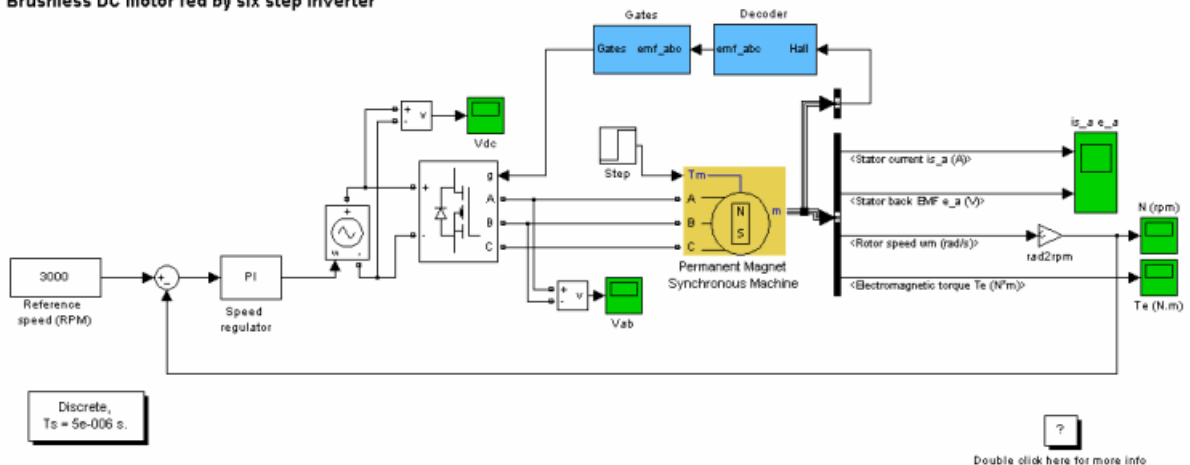 Brushless DC motor fed by six step inverter
Gates
Decoder
Gates emf_abc
emf_abc Hall
+
-
v
Vdc
Step
is_a e_a
g
+
A
B
C
-
Tm
A
B
C
N
S
m
<Stator current is_a (A)>
<Stator back EMF e_a (V)>
<Rotor speed wm (rad/s)>
<Electromagnetic torque Te (N*m)>
rad2rpm
N (rpm)
Te (N.m)
Permanent Magnet
Synchronous Machine
+
s
-
3000
Reference
speed (RPM)
+
-
PI
Speed
regulator
+
-
v
Vab
Discrete,
Ts = 5e-006 s.
?
Double click here for more info